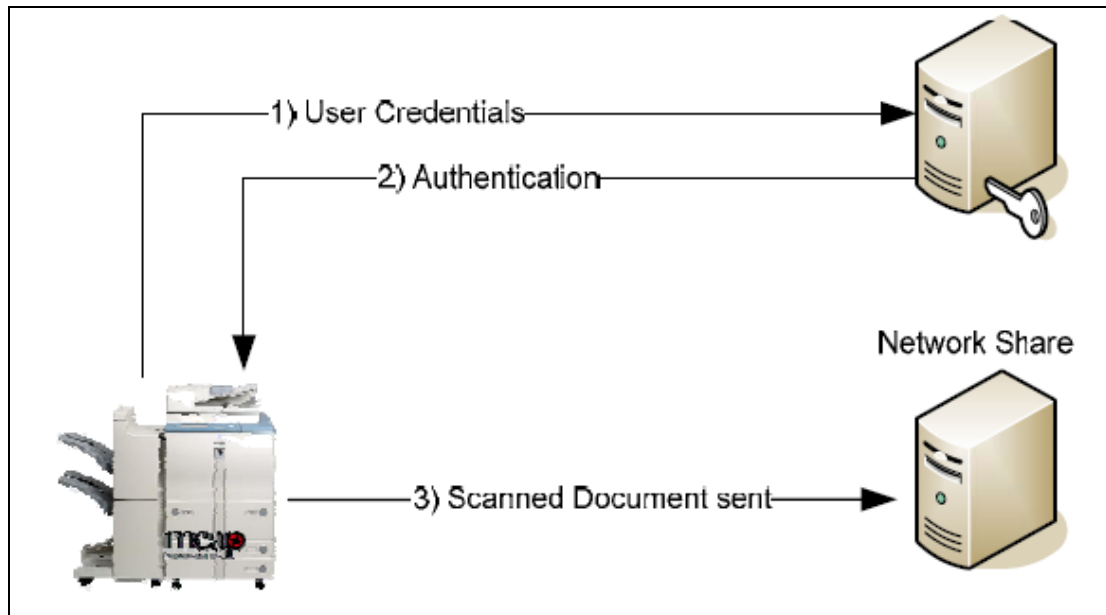 1) User Credentials
2) Authentication
Network Share
3) Scanned Document sent